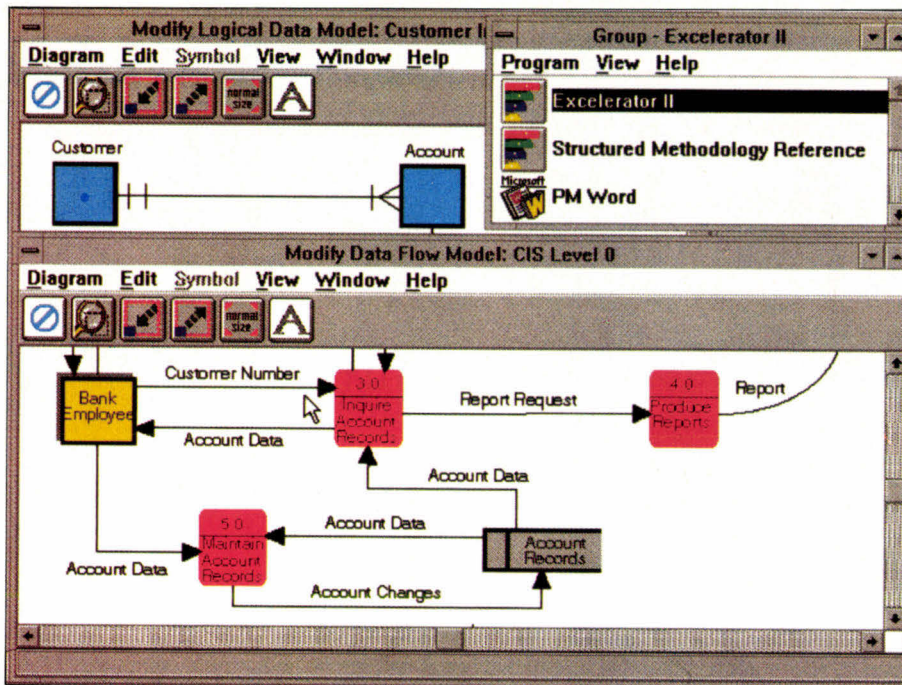 Modify Logical Data Model: Customer I
Diagram Edit Symbol View Window Help
normal size
A
Customer
Account
Group - Excelerator II
Program View Help
Excelerator II
Structured Methodology Reference
Microsoft
W
PM Word
Modify Data Flow Model: CIS Level 0
Diagram Edit Symbol View Window Help
normal size
A
Bank
Employee
Customer Number
Account Data
3.0
Inquire
Account
Records
Report Request
4.0
Produce
Reports
Report
Account Data
Account Data
5.0
Maintain
Account
Records
Account Data
Account
Records
Account Changes